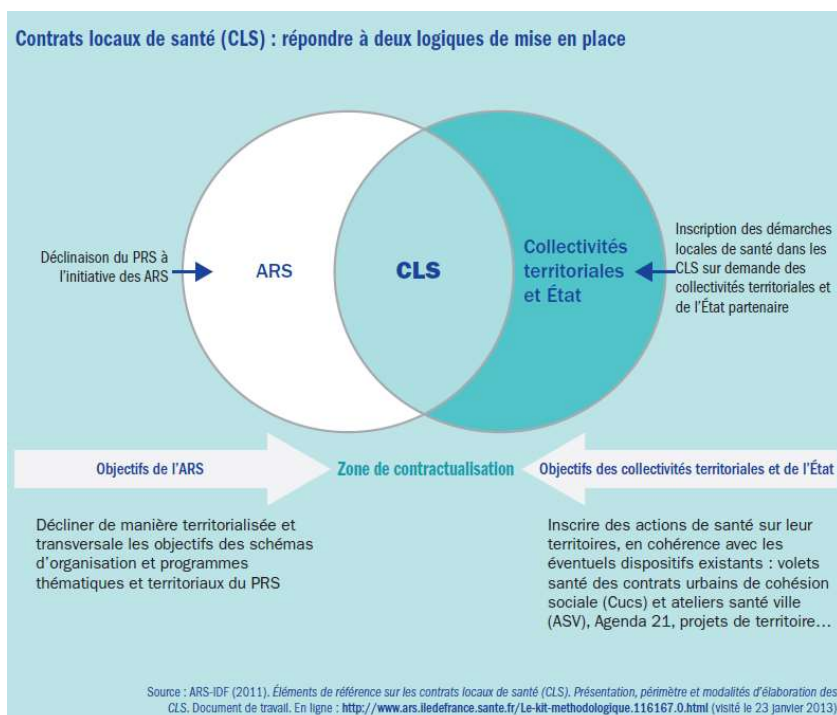 Contrats locaux de santé (CLS) : répondre à deux logiques de mise en place
Déclinaison du PRS à
l'initiative des ARS
ARS
CLS
Collectivités
territoriales
et État
Inscription des démarches
locales de santé dans les
CLS sur demande des
collectivités territoriales et
de l'État partenaire
Objectifs de l'ARS
Zone de contractualisation
Objectifs des collectivités territoriales et de l'État
Décliner de manière territorialisée et
transversale les objectifs des schémas
d'organisation et programmes
thématiques et territoriaux du PRS
Inscrire des actions de santé sur leur
territoires, en cohérence avec les
éventuels dispositifs existants : volets
santé des contrats urbains de cohésion
sociale (Cucs) et ateliers santé ville
(ASV), Agenda 21, projets de territoire…
Source : ARS-IDF (2011). Éléments de référence sur les contrats locaux de santé (CLS). Présentation, périmètre et modalités d'élaboration des
CLS. Document de travail. En ligne : http://www.ars.iledefrance.sante.fr/Le-kit-methodologique.116167.0.html (visité le 23 janvier 2013)